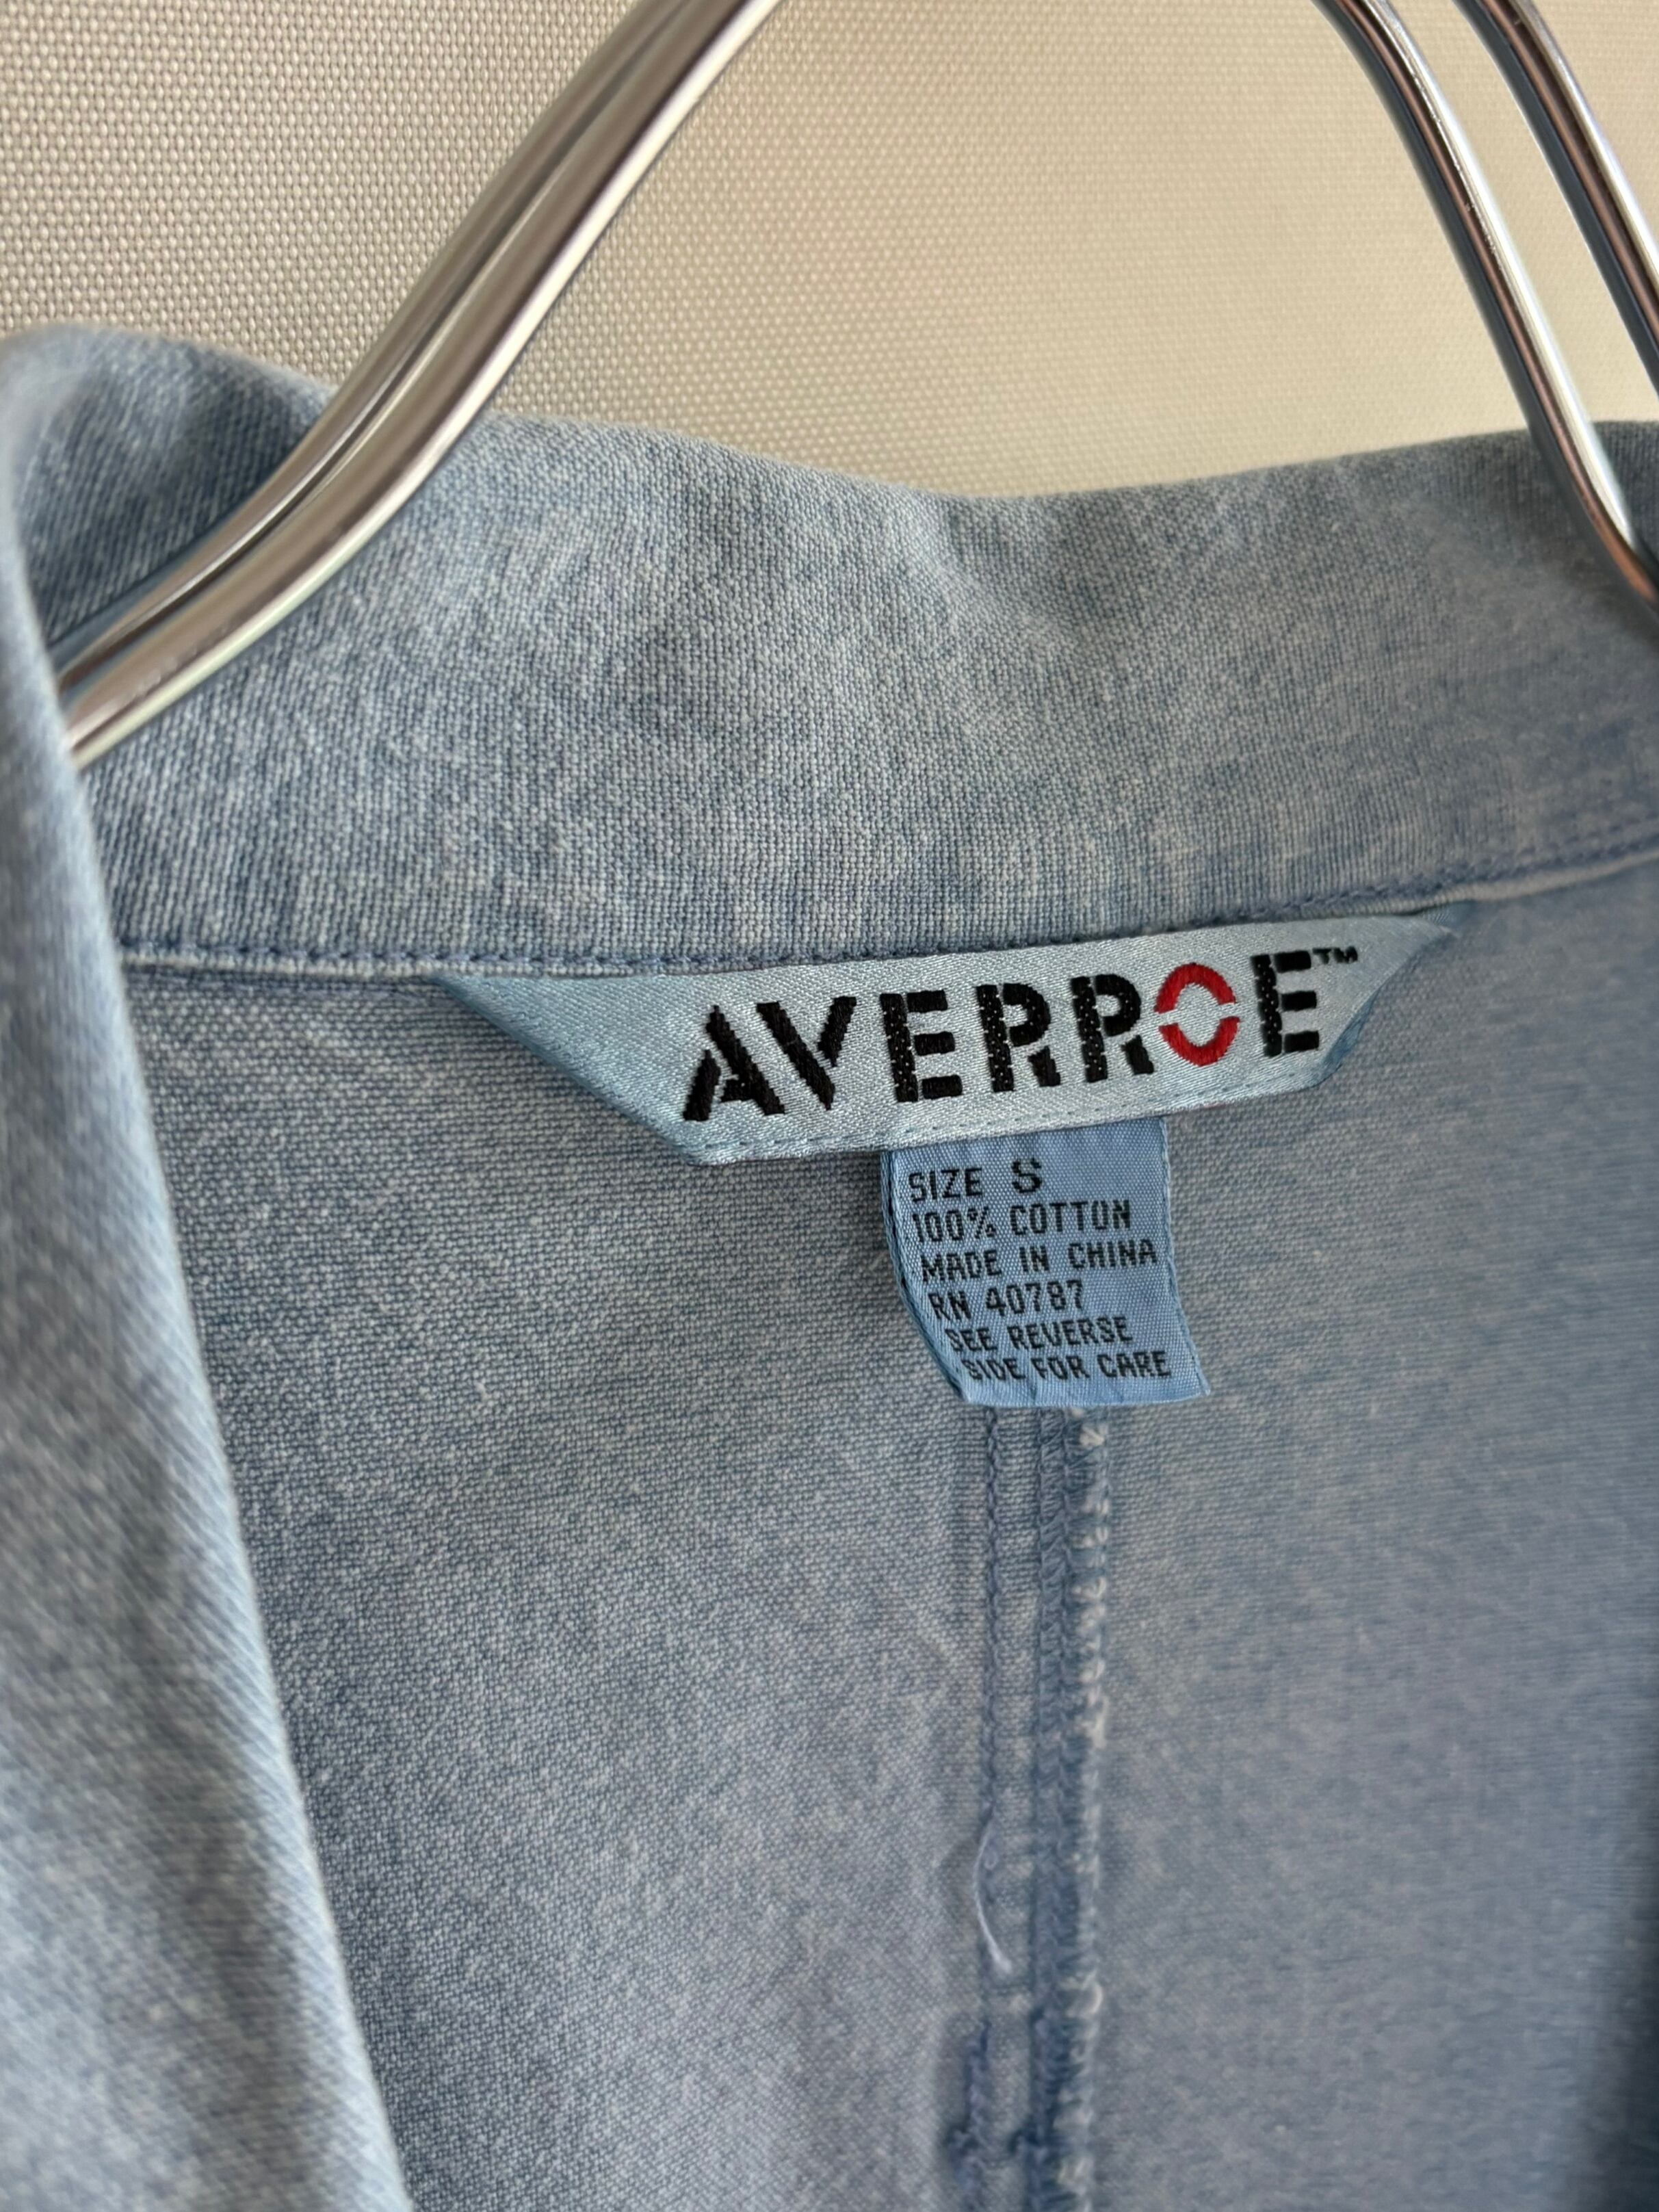 AVERROE™
SIZE S
100% COTTON
MADE IN CHINA
RN 40787
SEE REVERSE
SIDE FOR CARE